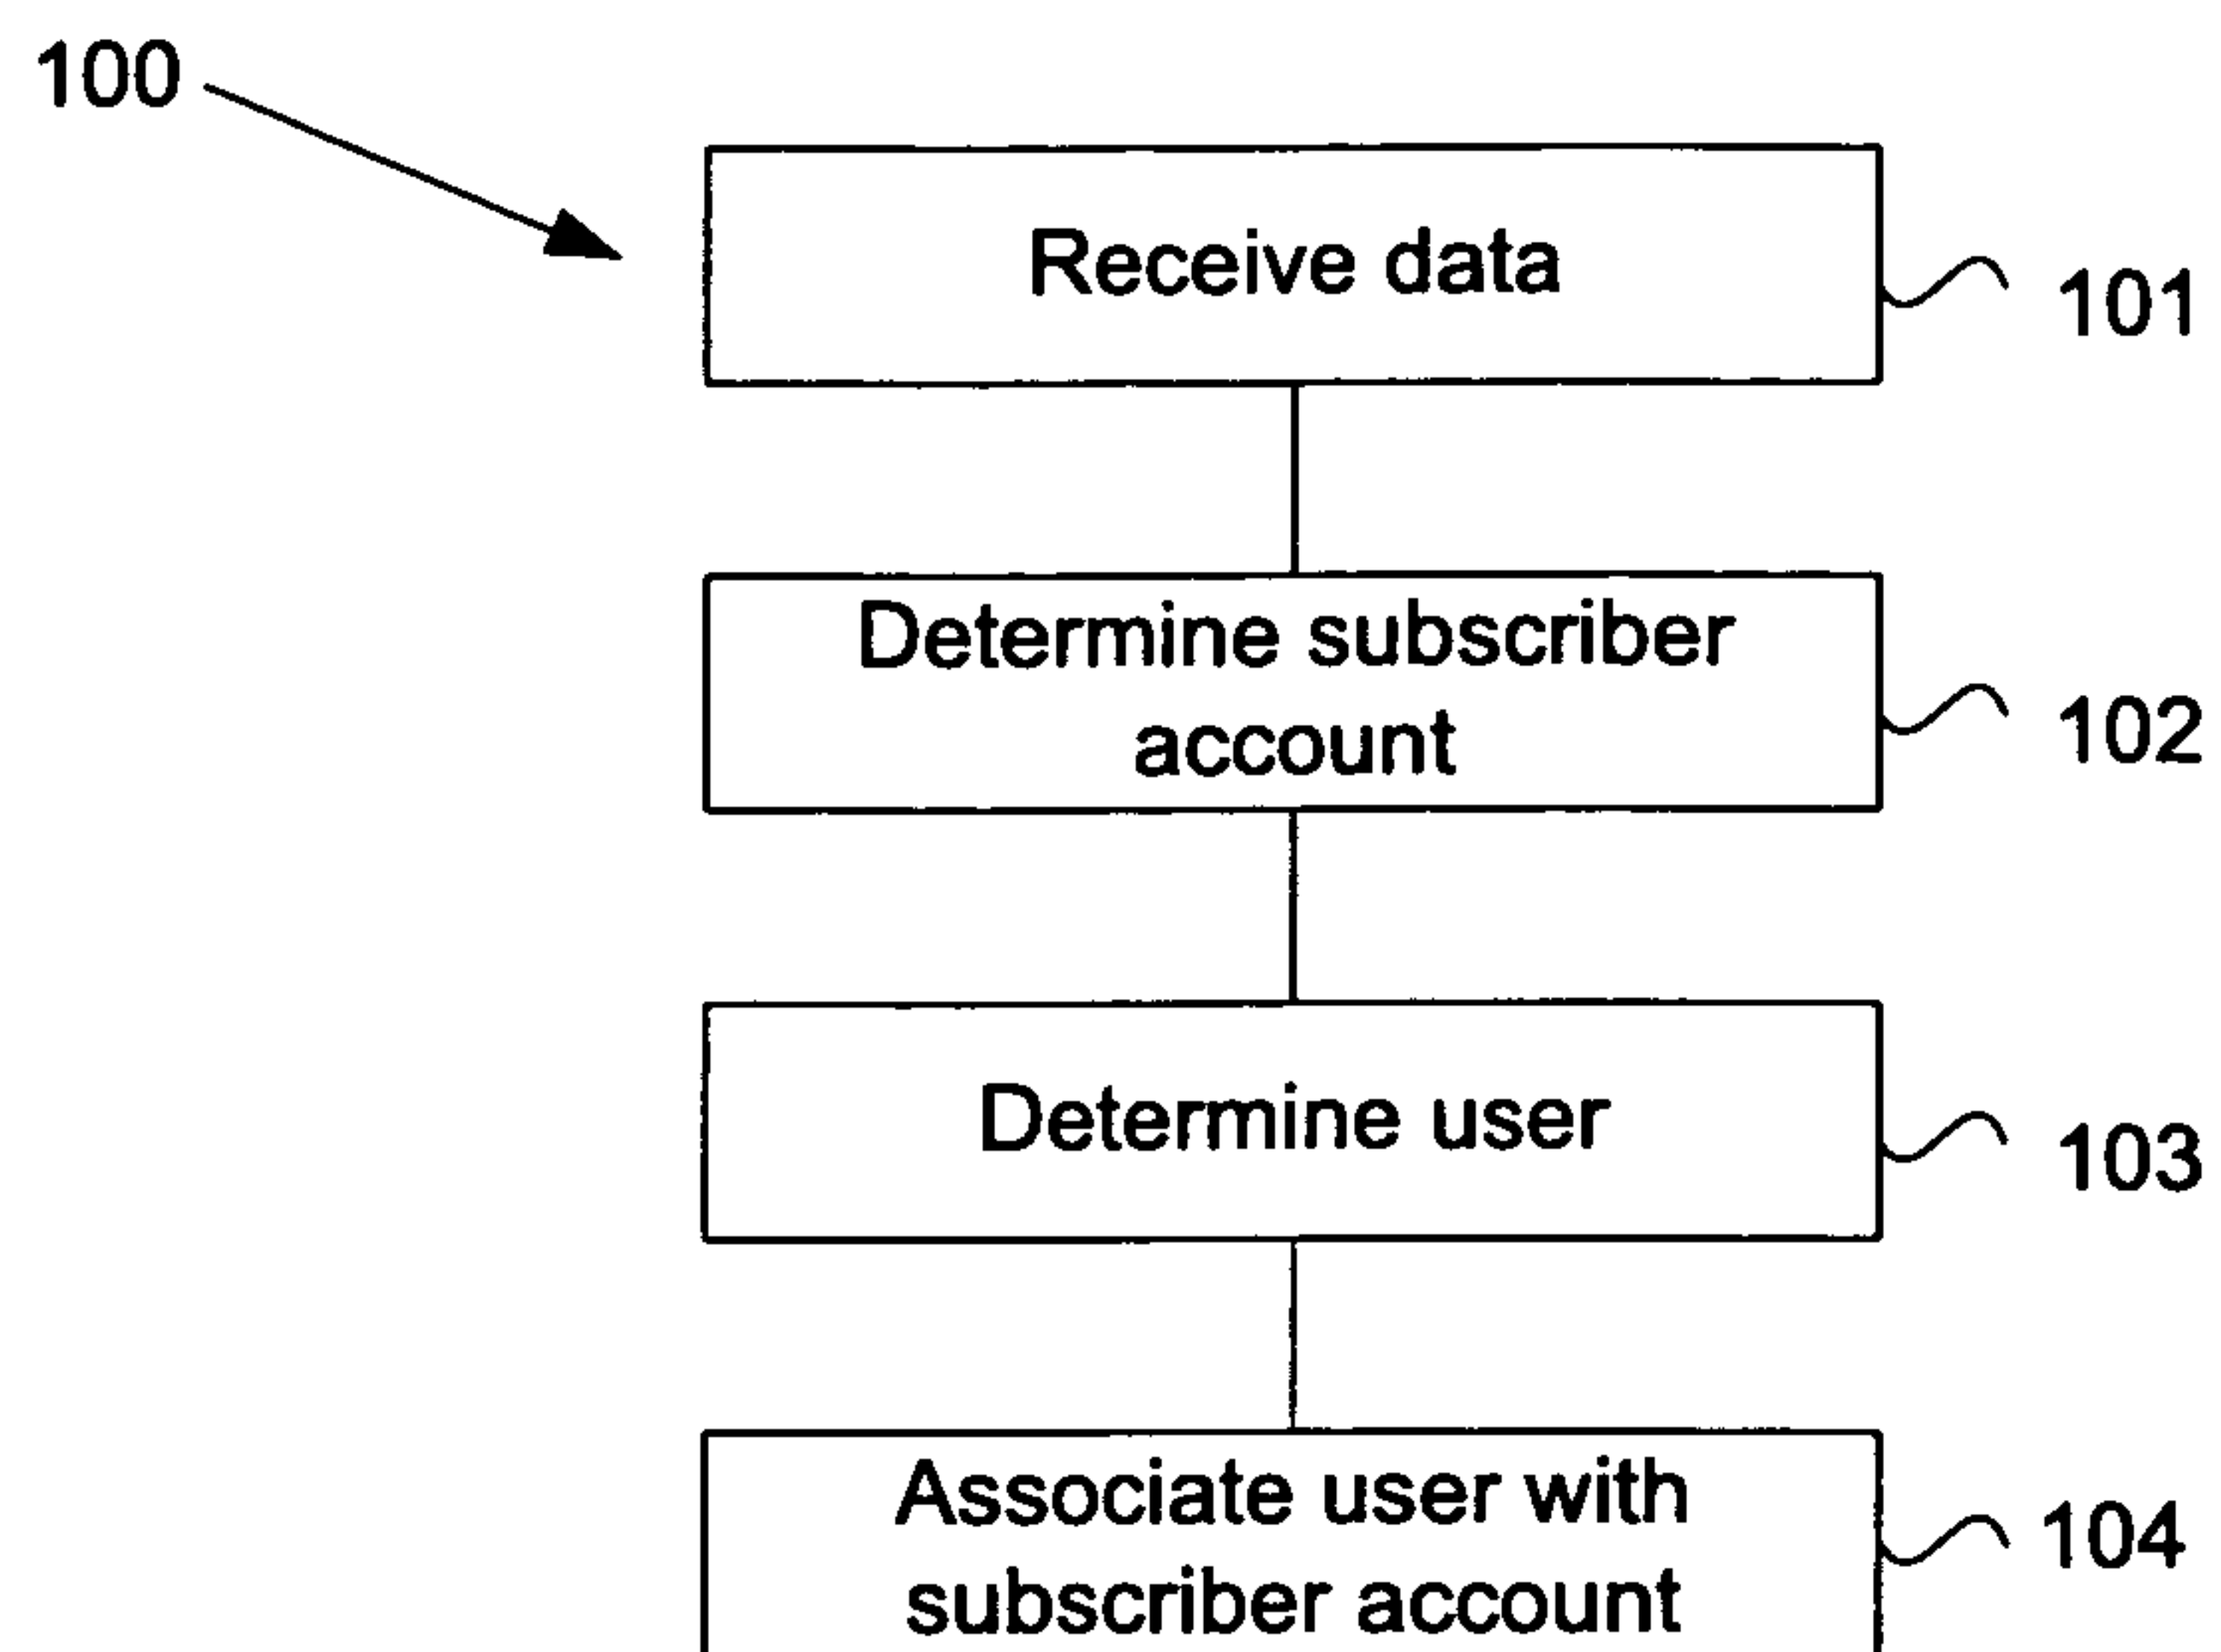 100
Receive data
101
Determine subscriber
account
102
Determine user
103
Associate user with
subscriber account
104